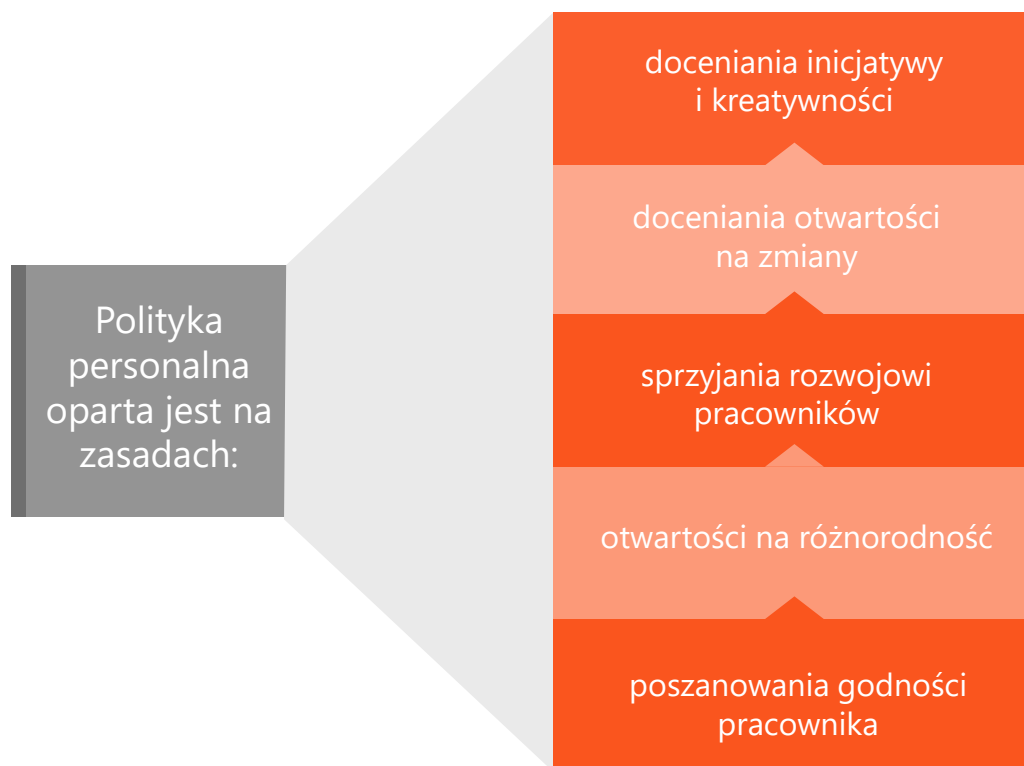 Polityka
personalna
oparta jest na
zasadach:
doceniania inicjatywy
i kreatywności
doceniania otwartości
na zmiany
sprzyjania rozwojowi
pracowników
otwartości na różnorodność
poszanowania godności
pracownika